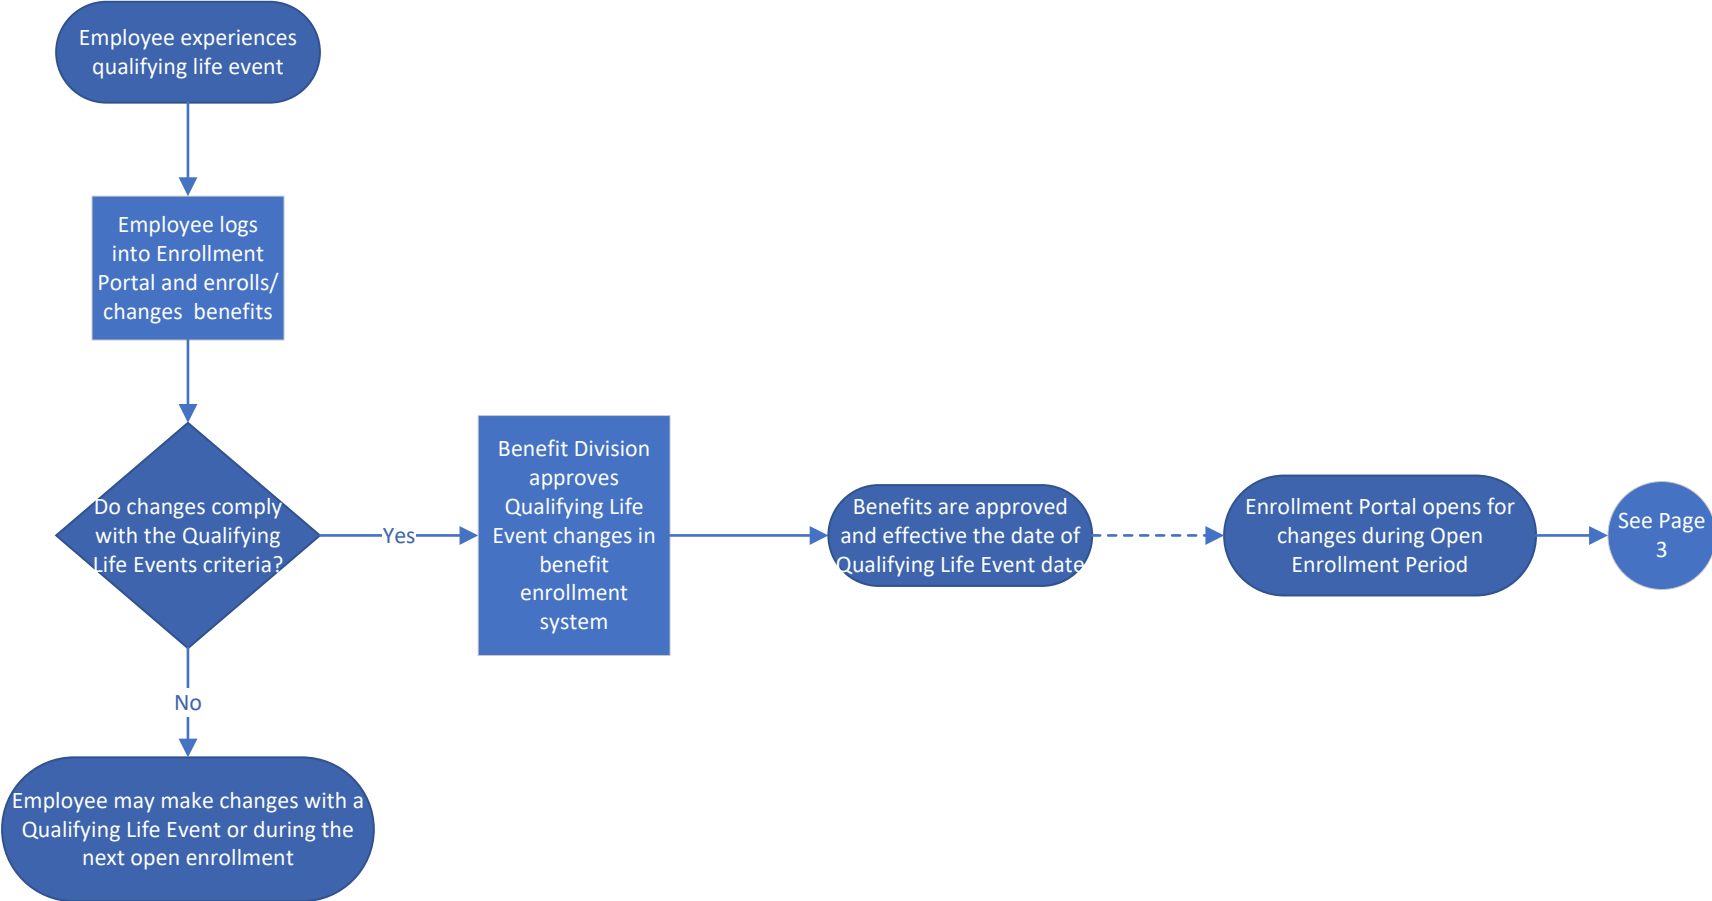 Employee experiences
qualifying life event
Employee logs
into Enrollment
Portal and enrolls/
changes  benefits
Do changes comply
with the Qualifying
Life Events criteria?
Yes
No
Employee may make changes with a
Qualifying Life Event or during the
next open enrollment
Benefit Division
approves
Qualifying Life
Event changes in
benefit
enrollment
system
Benefits are approved
and effective the date of
Qualifying Life Event date
Enrollment Portal opens for
changes during Open
Enrollment Period
See Page
3